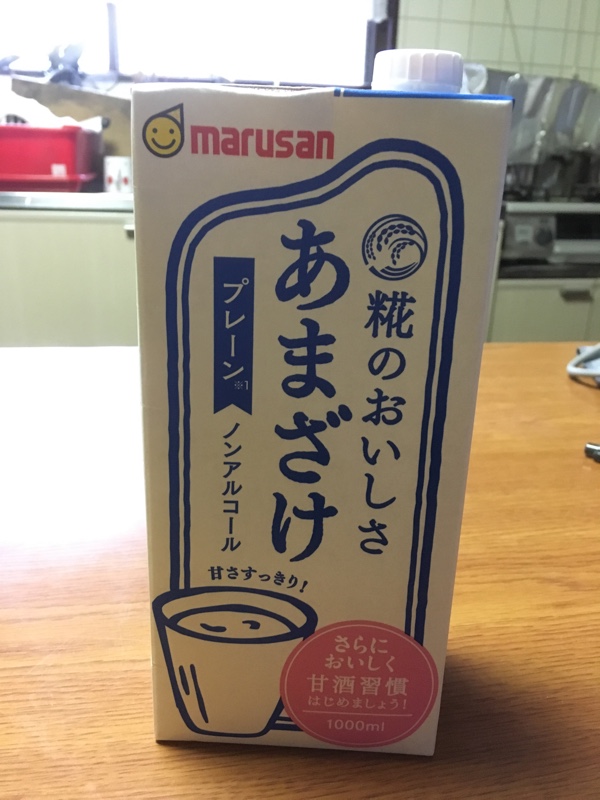 marusan
糀のおいしさ
あまざけ
プレーン※1
ノンアルコール
甘さすっきり!
さらに
おいしく
甘酒習慣
はじめましょう!
1000ml